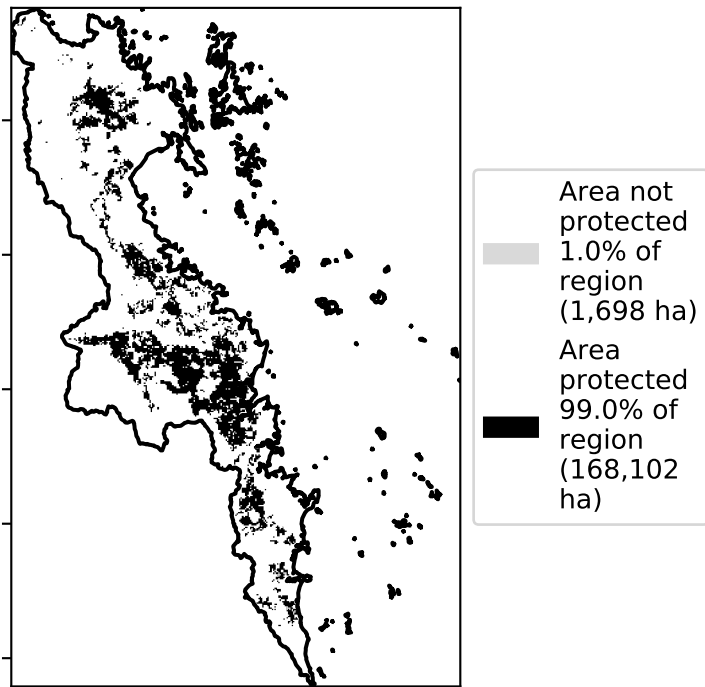 Area not
protected
1.0% of
region
(1,698 ha)
Area
protected
99.0% of
region
(168,102
ha)